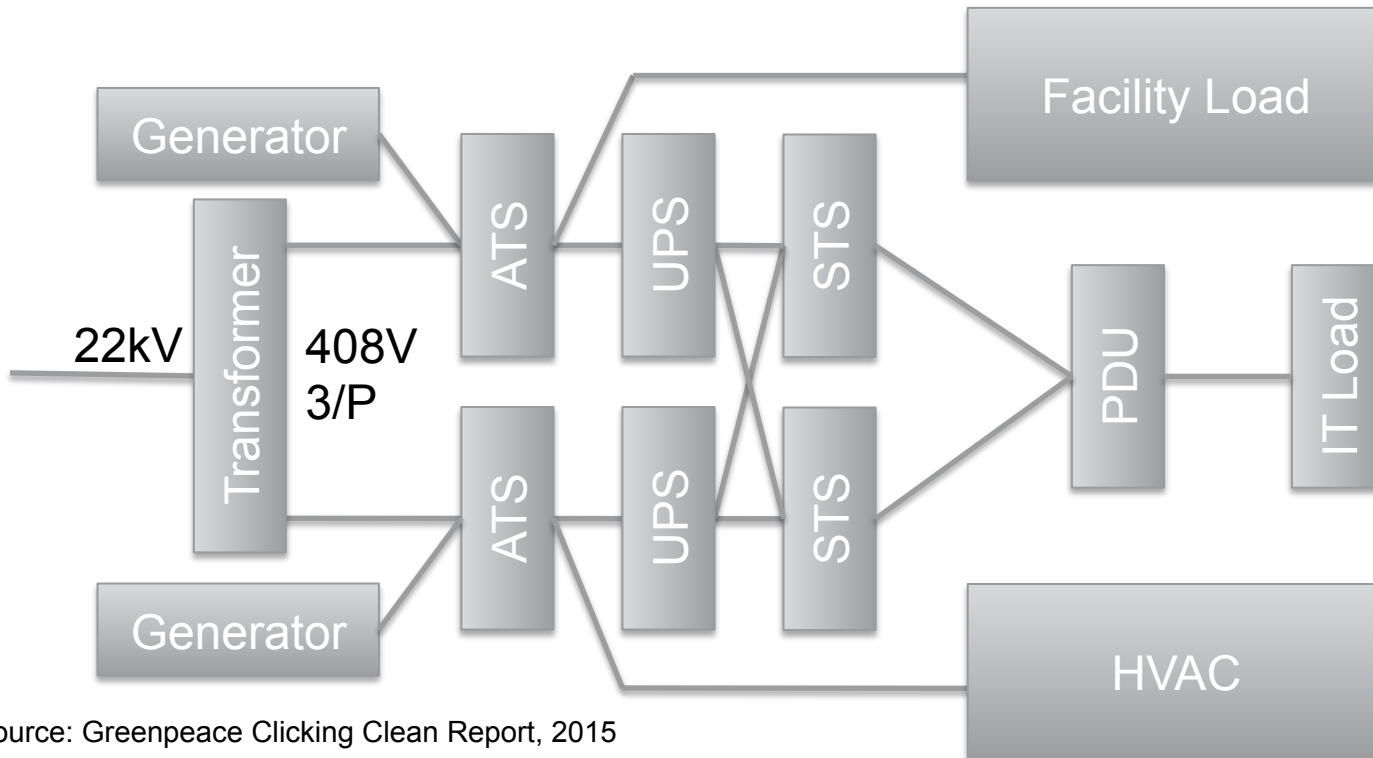 Facility Load
Generator
ATS
UPS
STS
Transformer
22kV
408V
3/P
PDU
IT Load
ATS
UPS
STS
Generator
HVAC
ource: Greenpeace Clicking Clean Report, 2015